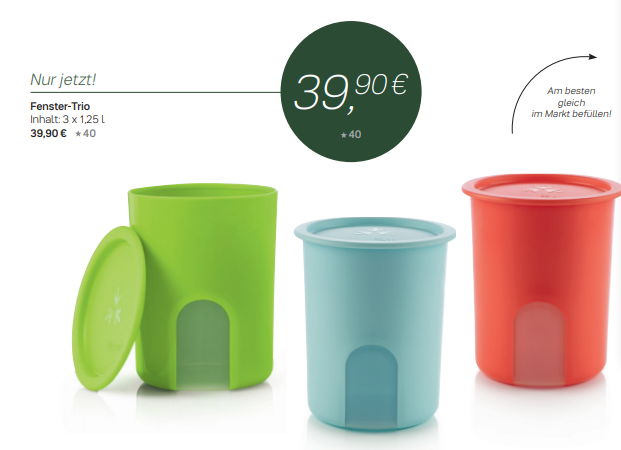 Nur jetzt!
Fenster-Trio
Inhalt: 3 x 1,25 l
39,90 € ★40
39,90 €
★40
Am besten
gleich
im Markt befüllen!